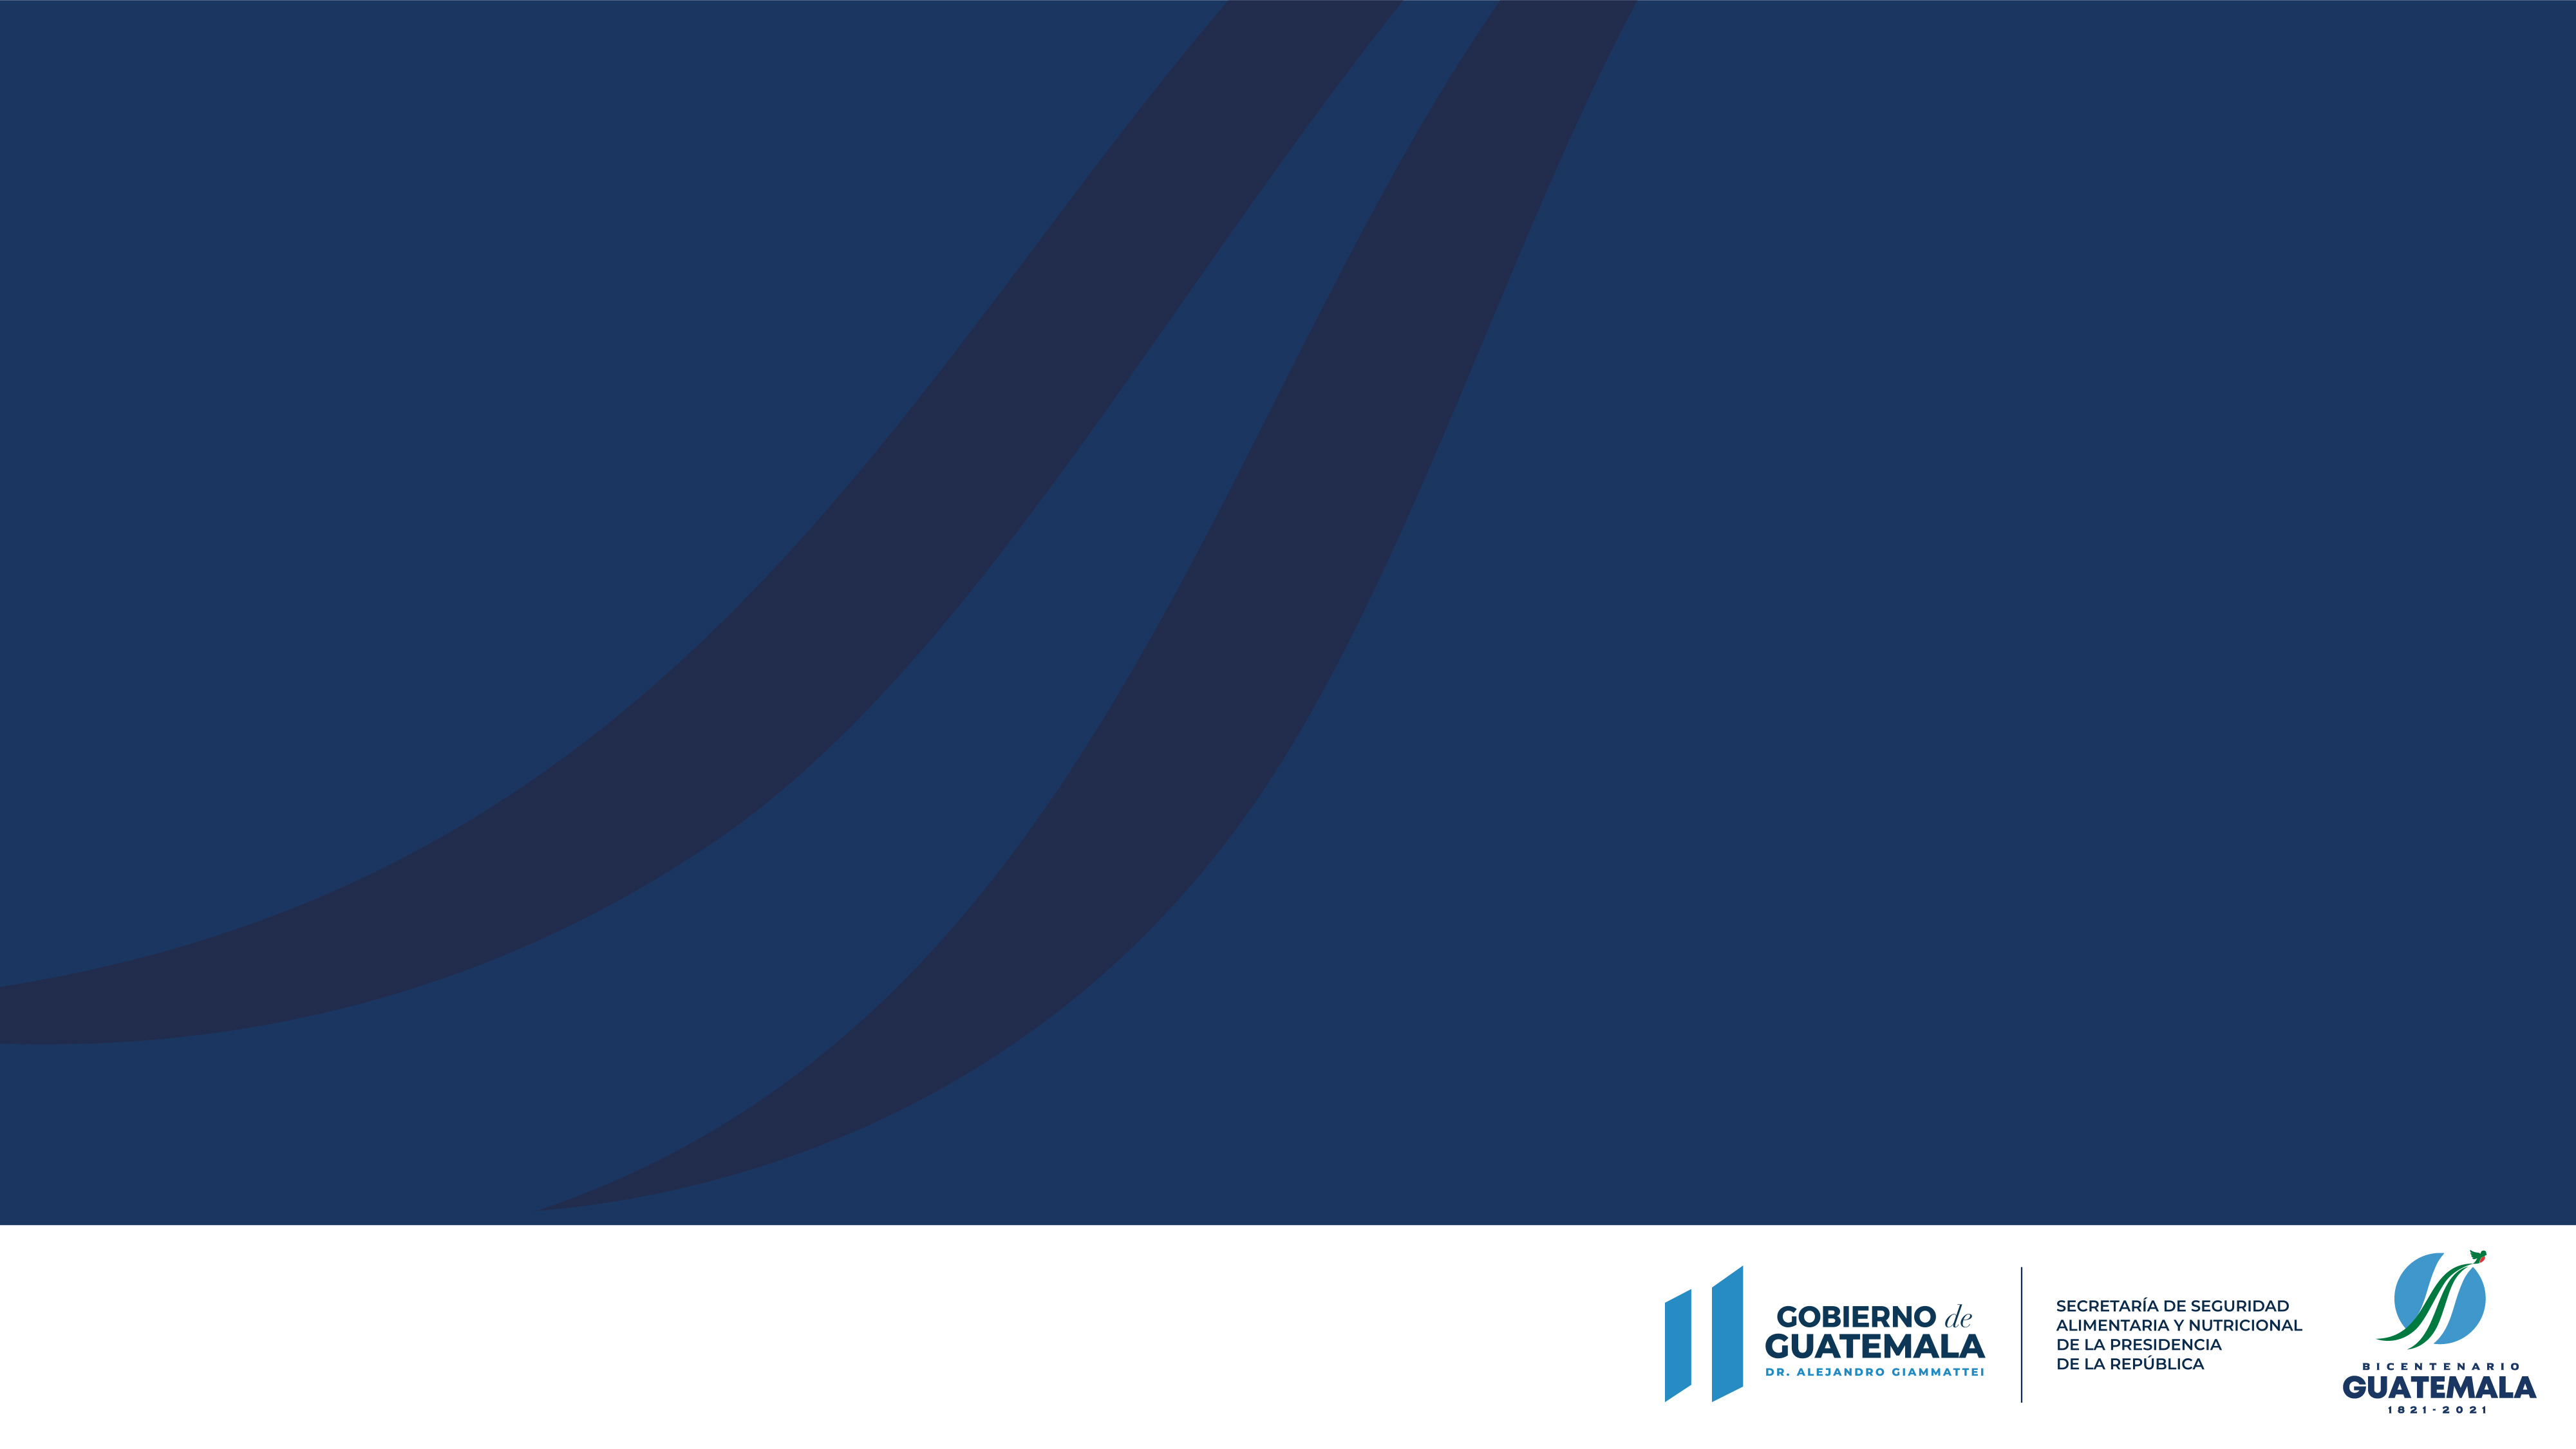 GOBIERNO de
GUATEMALA
DR. ALEJANDRO GIAMMATTEI
SECRETARÍA DE SEGURIDAD
ALIMENTARIA Y NUTRICIONAL
DE LA PRESIDENCIA
DE LA REPÚBLICA
BICENTENARIO
GUATEMALA
1821-2021